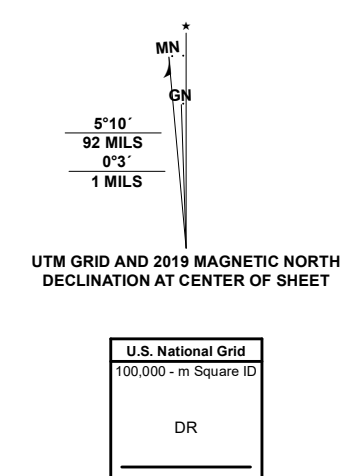 ★
MN
GN
5°10´
92 MILS
0°3´
1 MILS
UTM GRID AND 2019 MAGNETIC NORTH
DECLINATION AT CENTER OF SHEET
U.S. National Grid
100,000 - m Square ID
DR